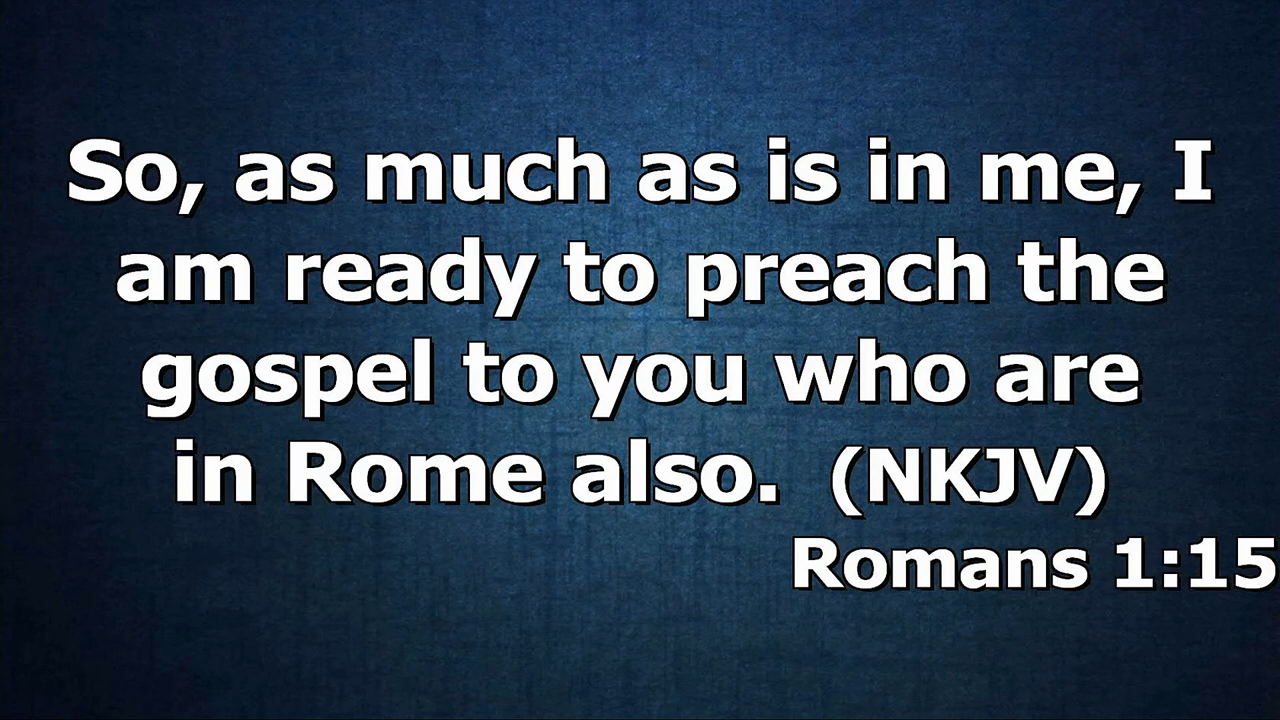 So, as much as is in me, I
am ready to preach the
gospel to you who are
in Rome also. (NKJV)
Romans 1:15